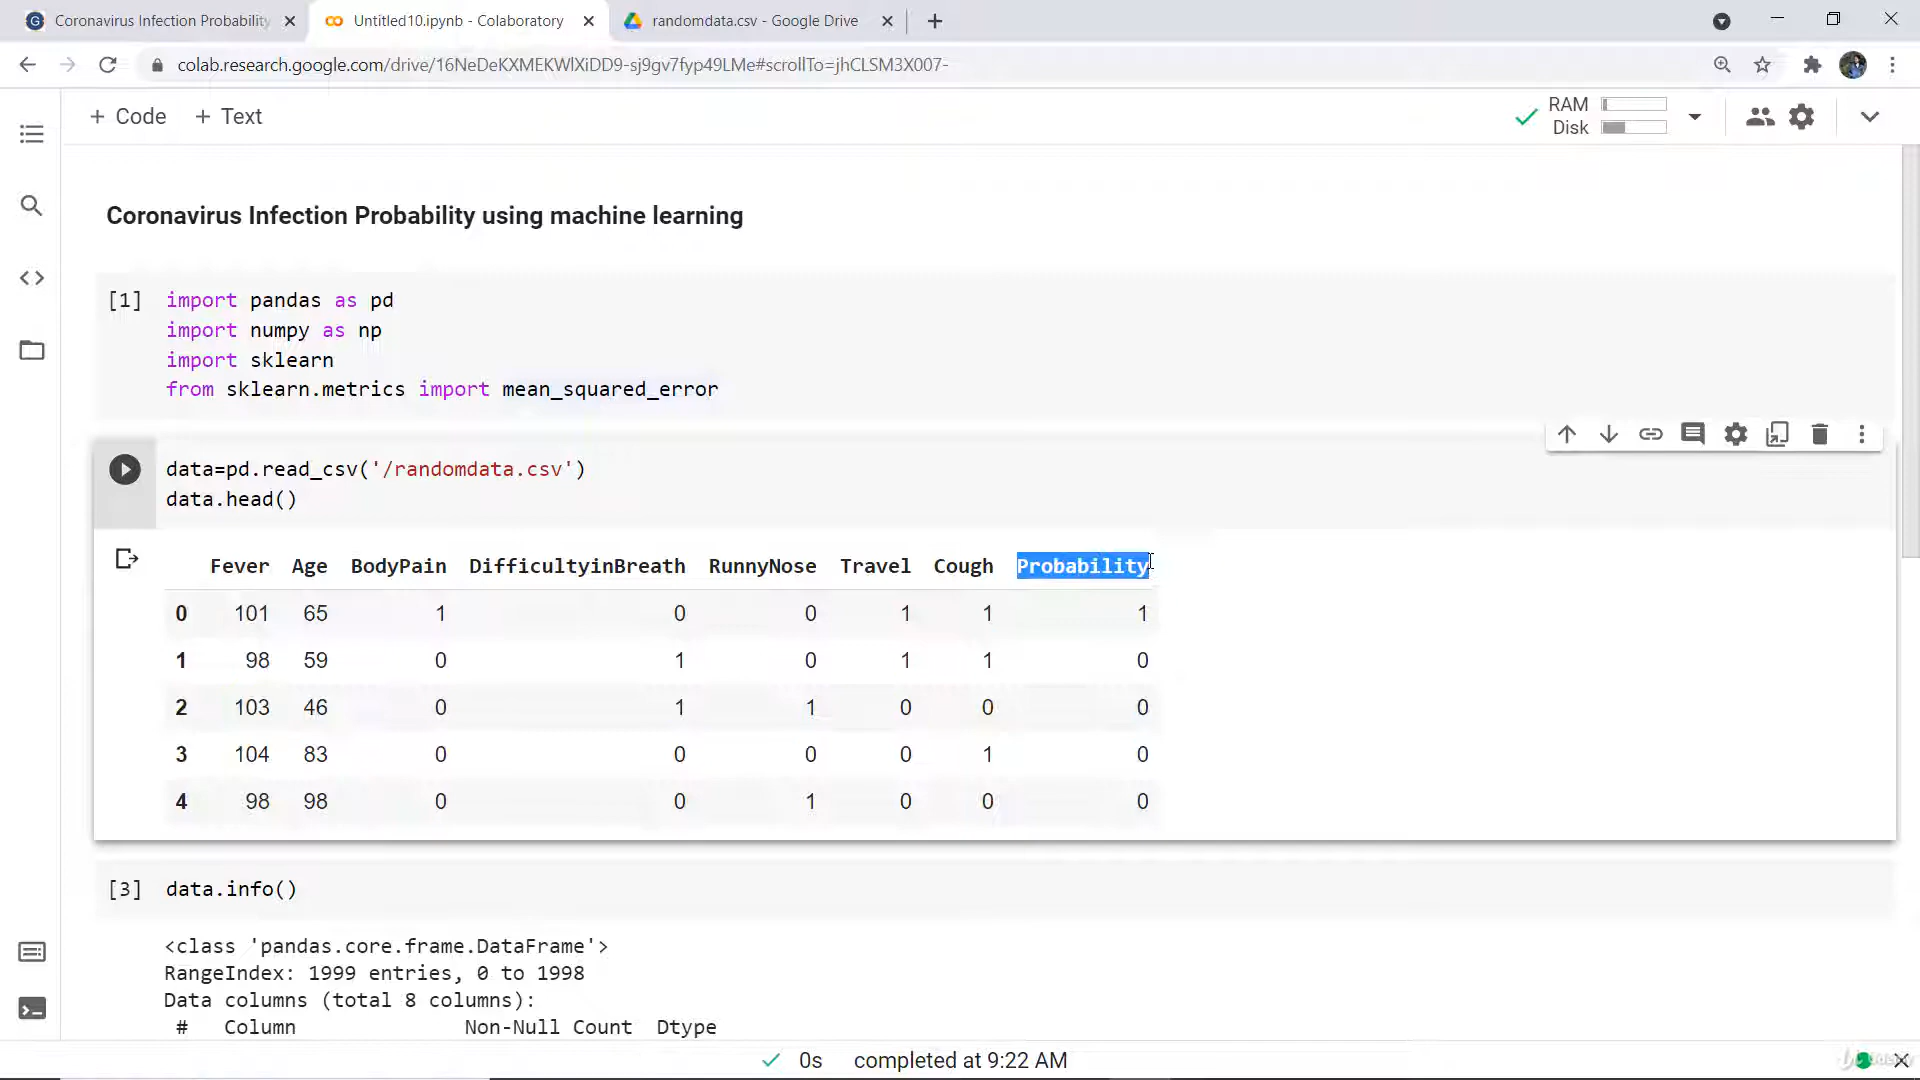 Coronavirus Infection Probability
Untitled10.ipynb - Colaboratory
randomdata.csv - Google Drive
colab.research.google.com/drive/16NeDeKXMEKWlXiDD9-sj9gv7fyp49LMe#scrollTo=jhCLSM3X007-
+ Code + Text
RAM
Disk
Coronavirus Infection Probability using machine learning
[1] import pandas as pd
import numpy as np
import sklearn
from sklearn.metrics import mean_squared_error
data=pd.read_csv('/randomdata.csv')
data.head()
Fever Age BodyPain DifficultyinBreath RunnyNose Travel Cough Probability
0 101 65 1 0 0 1 1 1
1 98 59 0 1 0 1 1 0
2 103 46 0 1 1 0 0 0
3 104 83 0 0 0 0 1 0
4 98 98 0 0 1 0 0 0
[3] data.info()
<class 'pandas.core.frame.DataFrame'>
RangeIndex: 1999 entries, 0 to 1998
Data columns (total 8 columns):
# Column Non-Null Count Dtype
0s completed at 9:22 AM